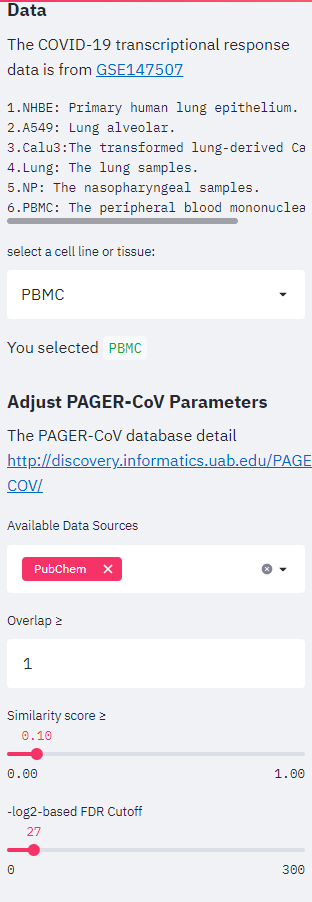 Data
The COVID-19 transcriptional response
data is from GSE147507
1.NHBE: Primary human lung epithelium.
2.A549: Lung alveolar.
3.Calu3:The transformed lung-derived Ca
4.Lung: The lung samples.
5.NP: The nasopharyngeal samples.
6.PBMC: The peripheral blood mononuclea
select a cell line or tissue:
PBMC
You selected PBMC
Adjust PAGER-CoV Parameters
The PAGER-CoV database detail
http://discovery.informatics.uab.edu/PAGE
COV/
Available Data Sources
PubChem
Overlap ≥
1
Similarity score ≥
0.10
0.00 1.00
-log2-based FDR Cutoff
27
0 300